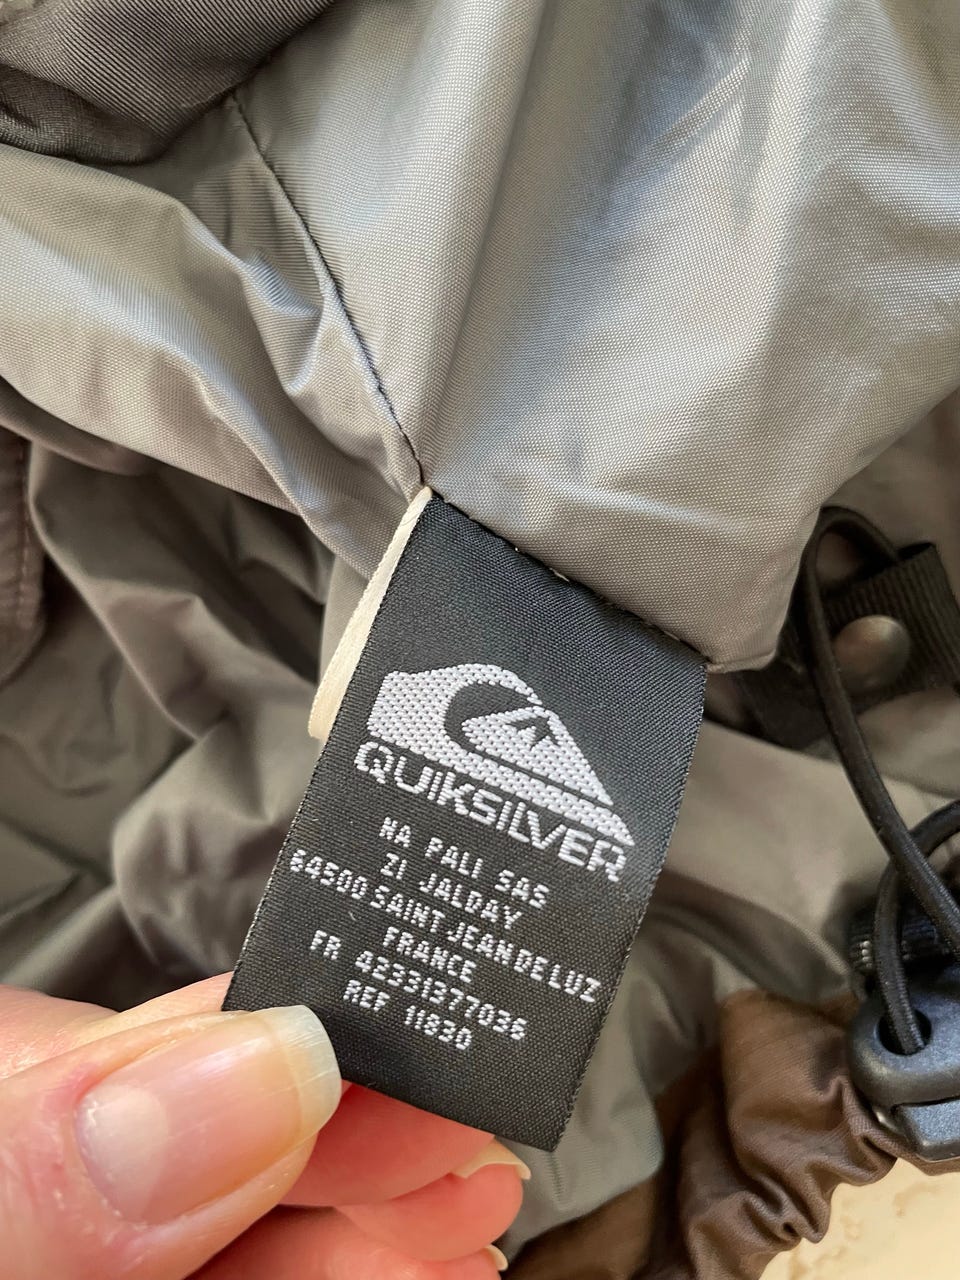 QUIKSILVER
NA PALI SAS
ZI JALDAY
64500 SAINT JEAN DE LUZ
FRANCE
FR 42331377036
REF 11830